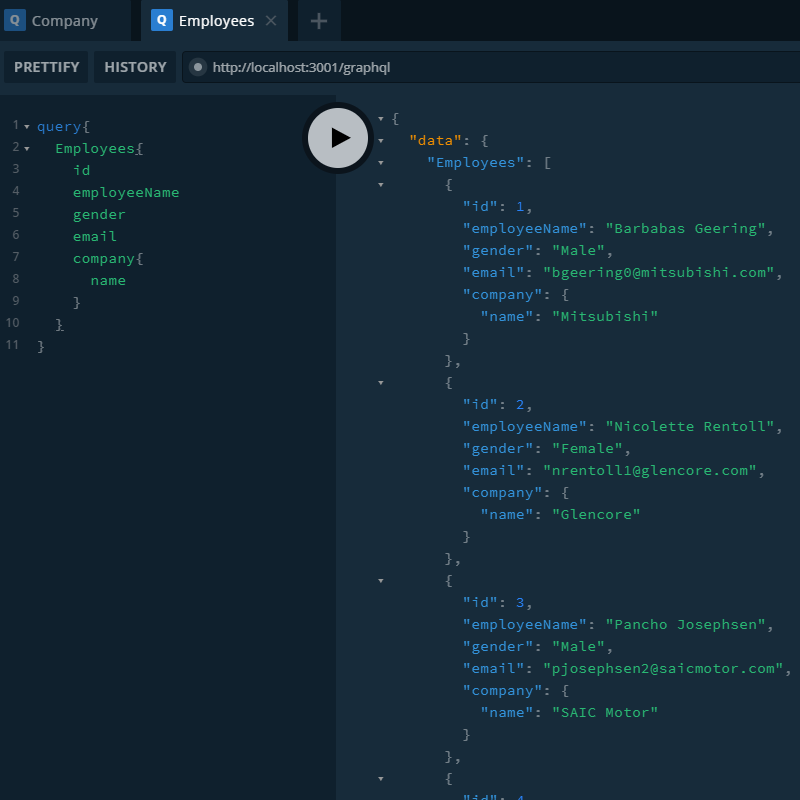 Q Company Q Employees × +
PRETTIFY HISTORY http://localhost:3001/graphql
1 query{
2 Employees{
3 id
4 employeeName
5 gender
6 email
7 company{
8 name
9 }
10 }
11 }
{
"data": {
"Employees": [
{
"id": 1,
"employeeName": "Barbabas Geering",
"gender": "Male",
"email": "bgeering0@mitsubishi.com",
"company": {
"name": "Mitsubishi"
}
},
{
"id": 2,
"employeeName": "Nicolette Rentoll",
"gender": "Female",
"email": "nrentoll1@glencore.com",
"company": {
"name": "Glencore"
}
},
{
"id": 3,
"employeeName": "Pancho Josephsen",
"gender": "Male",
"email": "pjosephsen2@saicmotor.com",
"company": {
"name": "SAIC Motor"
}
},
{
"id": 4,